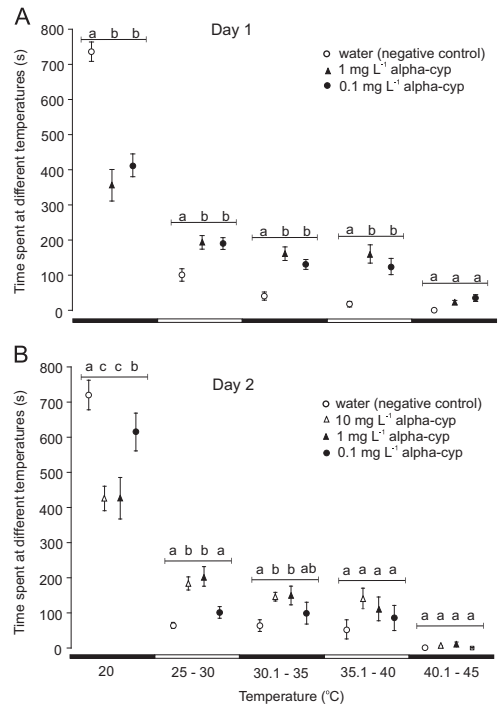 A
Day 1
Time spent at different temperatures (s)
800
700
600
400
200
100
0
a b b
a b b
a b b
a b b
a a a
water (negative control)
1 mg L⁻¹ alpha-cyp
0.1 mg L⁻¹ alpha-cyp
B
Day 2
Time spent at different temperatures (s)
800
700
600
500
400
300
200
100
0
a c c b
a b b a
a b b ab
a a a a
a a a a
water (negative control)
10 mg L⁻¹ alpha-cyp
1 mg L⁻¹ alpha-cyp
0.1 mg L⁻¹ alpha-cyp
20 25 - 30 30.1 - 35 35.1 - 40 40.1 - 45
Temperature (°C)